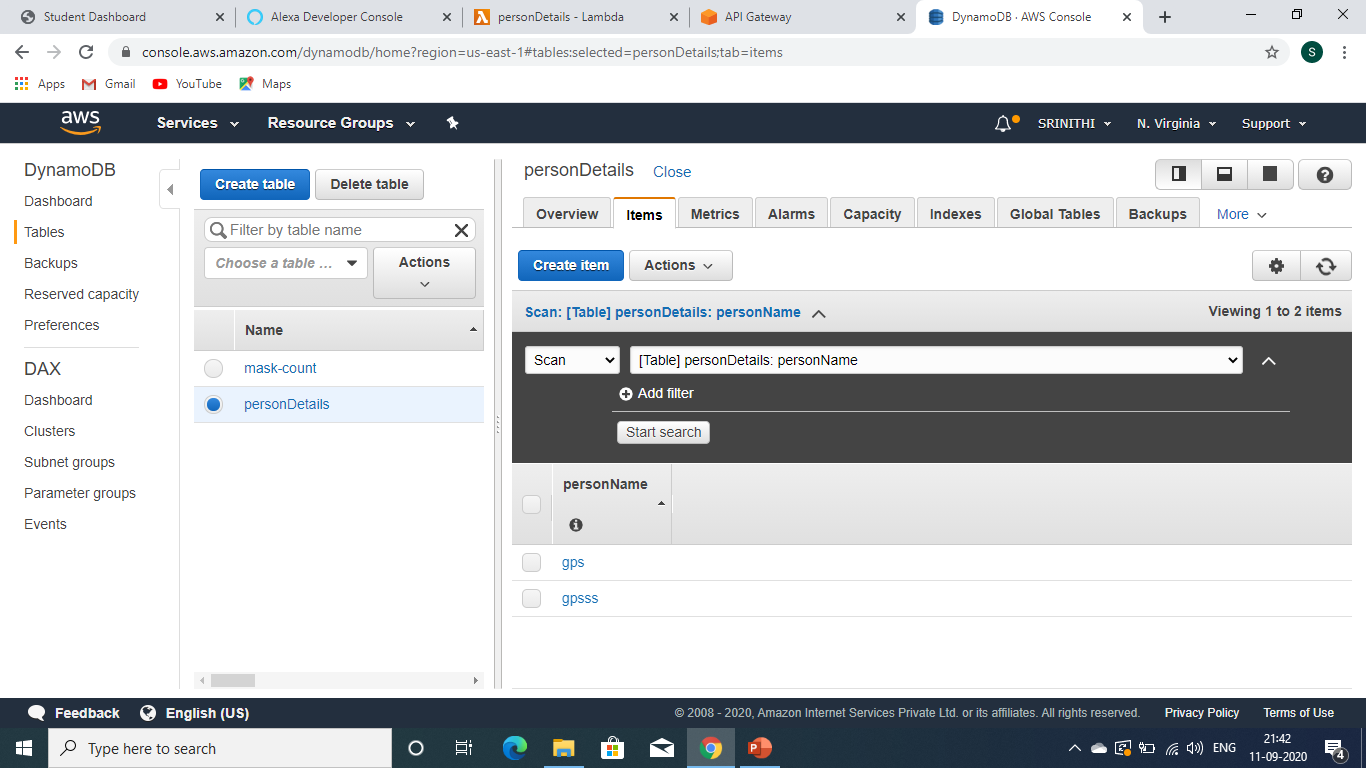 Student Dashboard
Alexa Developer Console
personDetails - Lambda
API Gateway
DynamoDB · AWS Console
console.aws.amazon.com/dynamodb/home?region=us-east-1#tables:selected=personDetails;tab=items
S
Apps
Gmail
YouTube
Maps
aws
Services
Resource Groups
SRINITHI
N. Virginia
Support
DynamoDB
Dashboard
Tables
Backups
Reserved capacity
Preferences
DAX
Dashboard
Clusters
Subnet groups
Parameter groups
Events
Create table
Delete table
Filter by table name
Choose a table ...
Actions
Name
mask-count
personDetails
personDetails
Close
Overview
Items
Metrics
Alarms
Capacity
Indexes
Global Tables
Backups
More
Create item
Actions
Scan: [Table] personDetails: personName
Viewing 1 to 2 items
Scan
[Table] personDetails: personName
Add filter
Start search
personName
gps
gpsss
Feedback
English (US)
© 2008 - 2020, Amazon Internet Services Private Ltd. or its affiliates. All rights reserved.
Privacy Policy
Terms of Use
Type here to search
ENG
21:42
11-09-2020
4